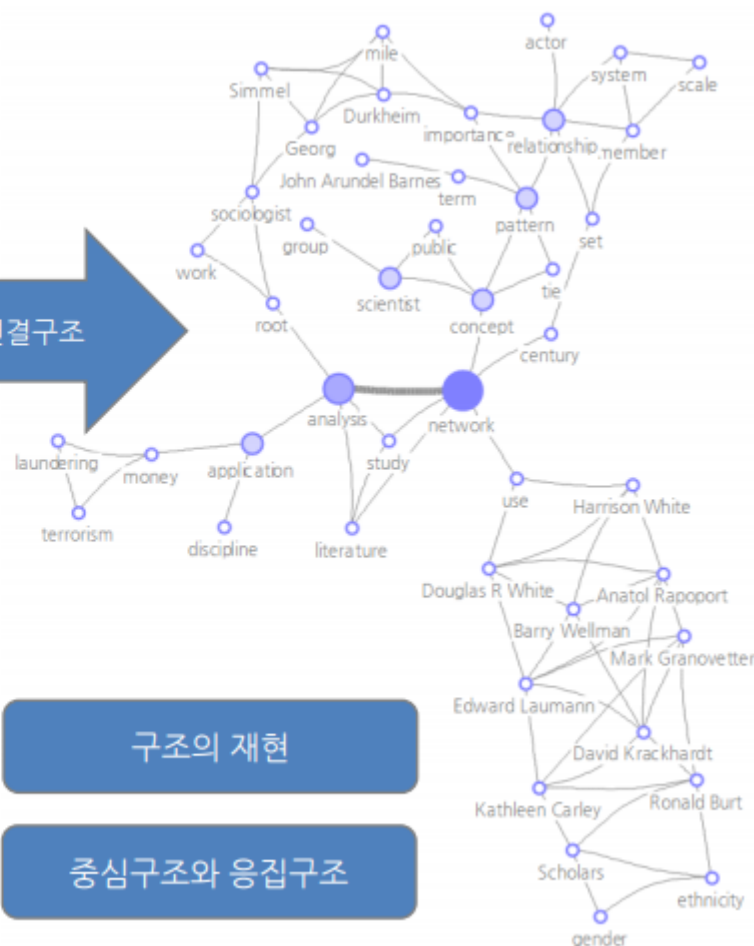 actor
mile
system
scale
Simmel
Durkheim
importance
relationship
member
Georg
John Arundel Barnes
term
sociologist
pattern
group
public
set
work
scientist
tie
root
concept
century
analysis
network
결구조
laundering
money
application
study
use
Harrison White
terrorism
discipline
literature
Douglas R White
Anatol Rapoport
Barry Wellman
Mark Granovetter
Edward Laumann
구조의 재현
David Krackhardt
Kathleen Carley
Ronald Burt
중심구조와 응집구조
Scholars
ethnicity
gender